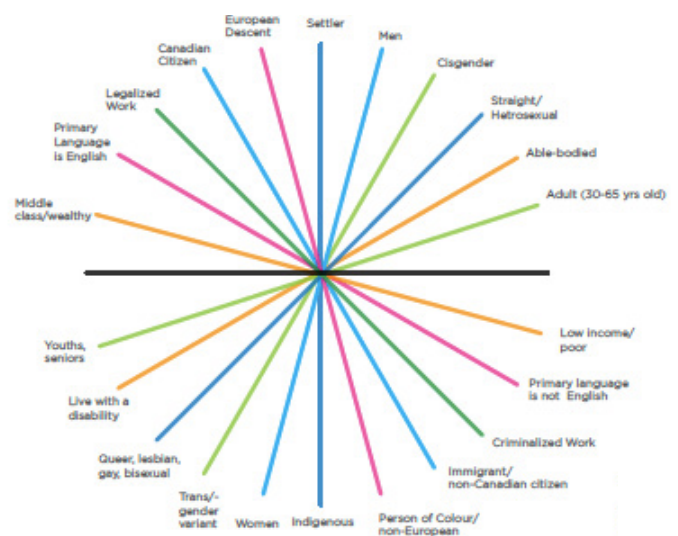 European
Descent
Settler
Men
Canadian
Citizen
Cisgender
Legalized
Work
Straight/
Hetrosexual
Primary
Language
is English
Able-bodied
Adult (30-65 yrs old)
Middle
class/wealthy
Youths,
seniors
Low income/
poor
Live with a
disability
Primary language
is not English
Queer, lesbian,
gay, bisexual
Criminalized Work
Immigrant/
non-Canadian citizen
Trans/-
gender
variant
Women
Indigenous
Person of Colour/
non-European